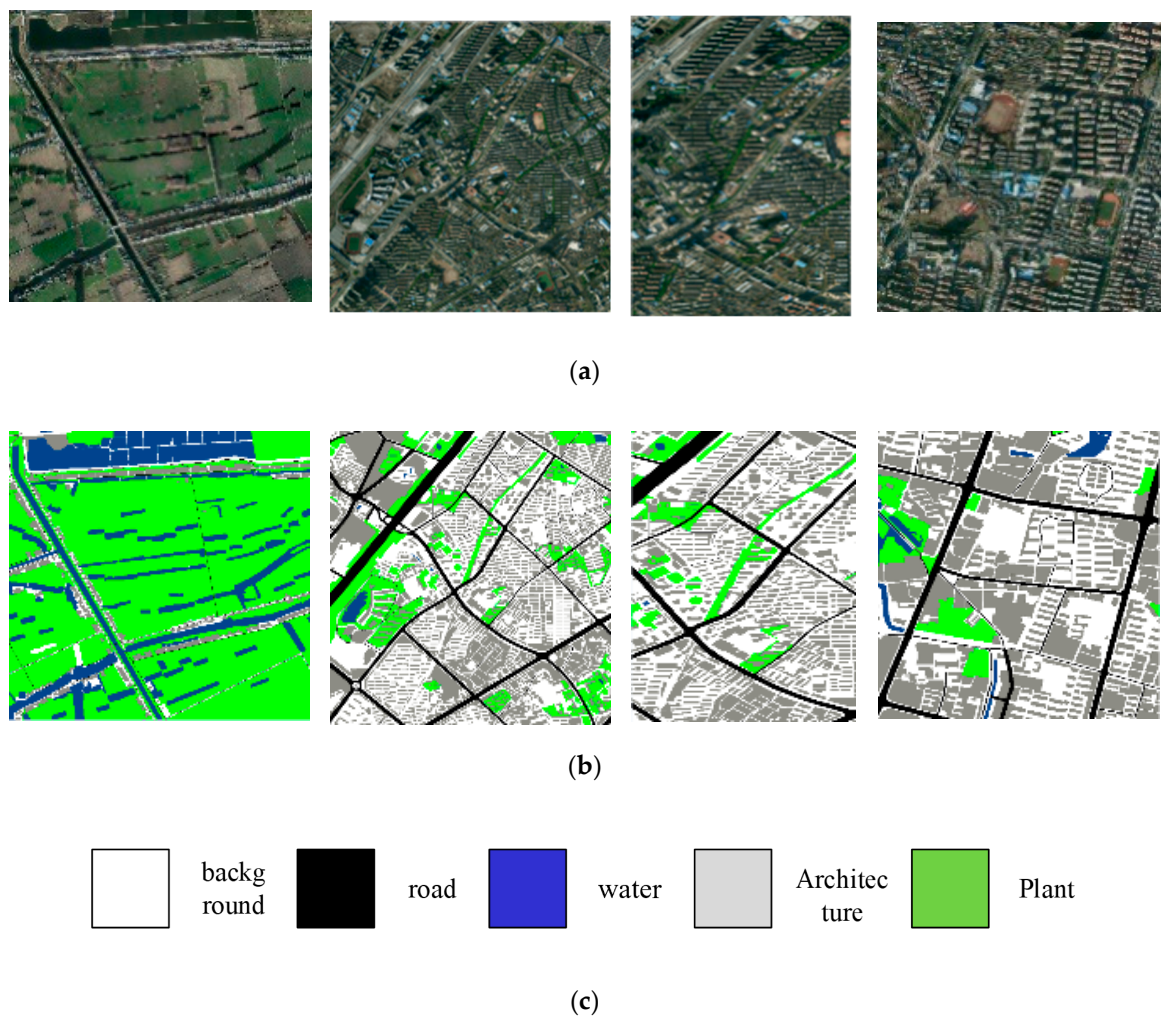 (a)
(b)
backg
round
road
water
Architec
ture
Plant
(c)